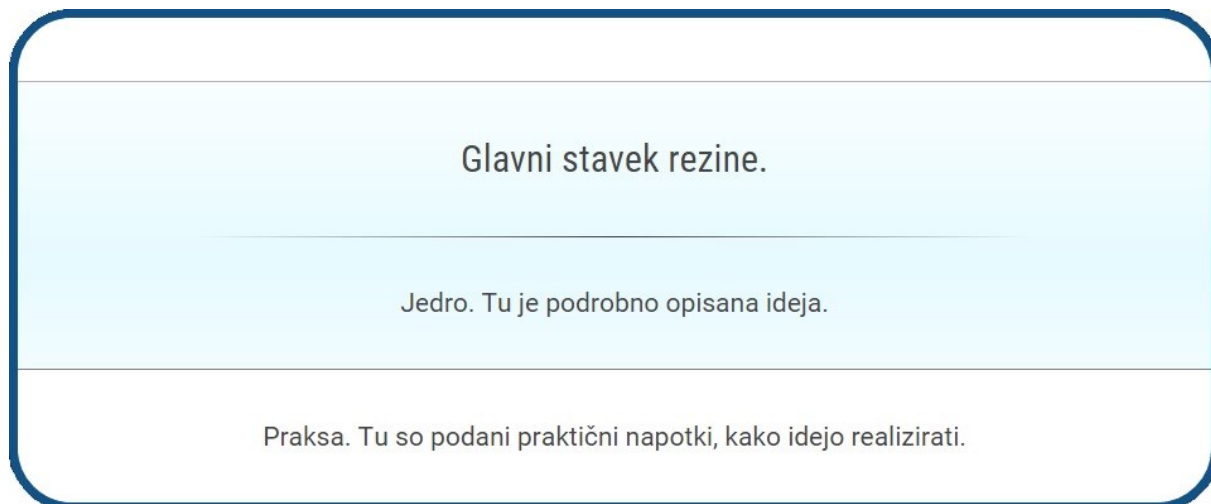 Glavni stavek rezine.
Jedro. Tu je podrobno opisana ideja.
Praksa. Tu so podani praktični napotki, kako idejo realizirati.